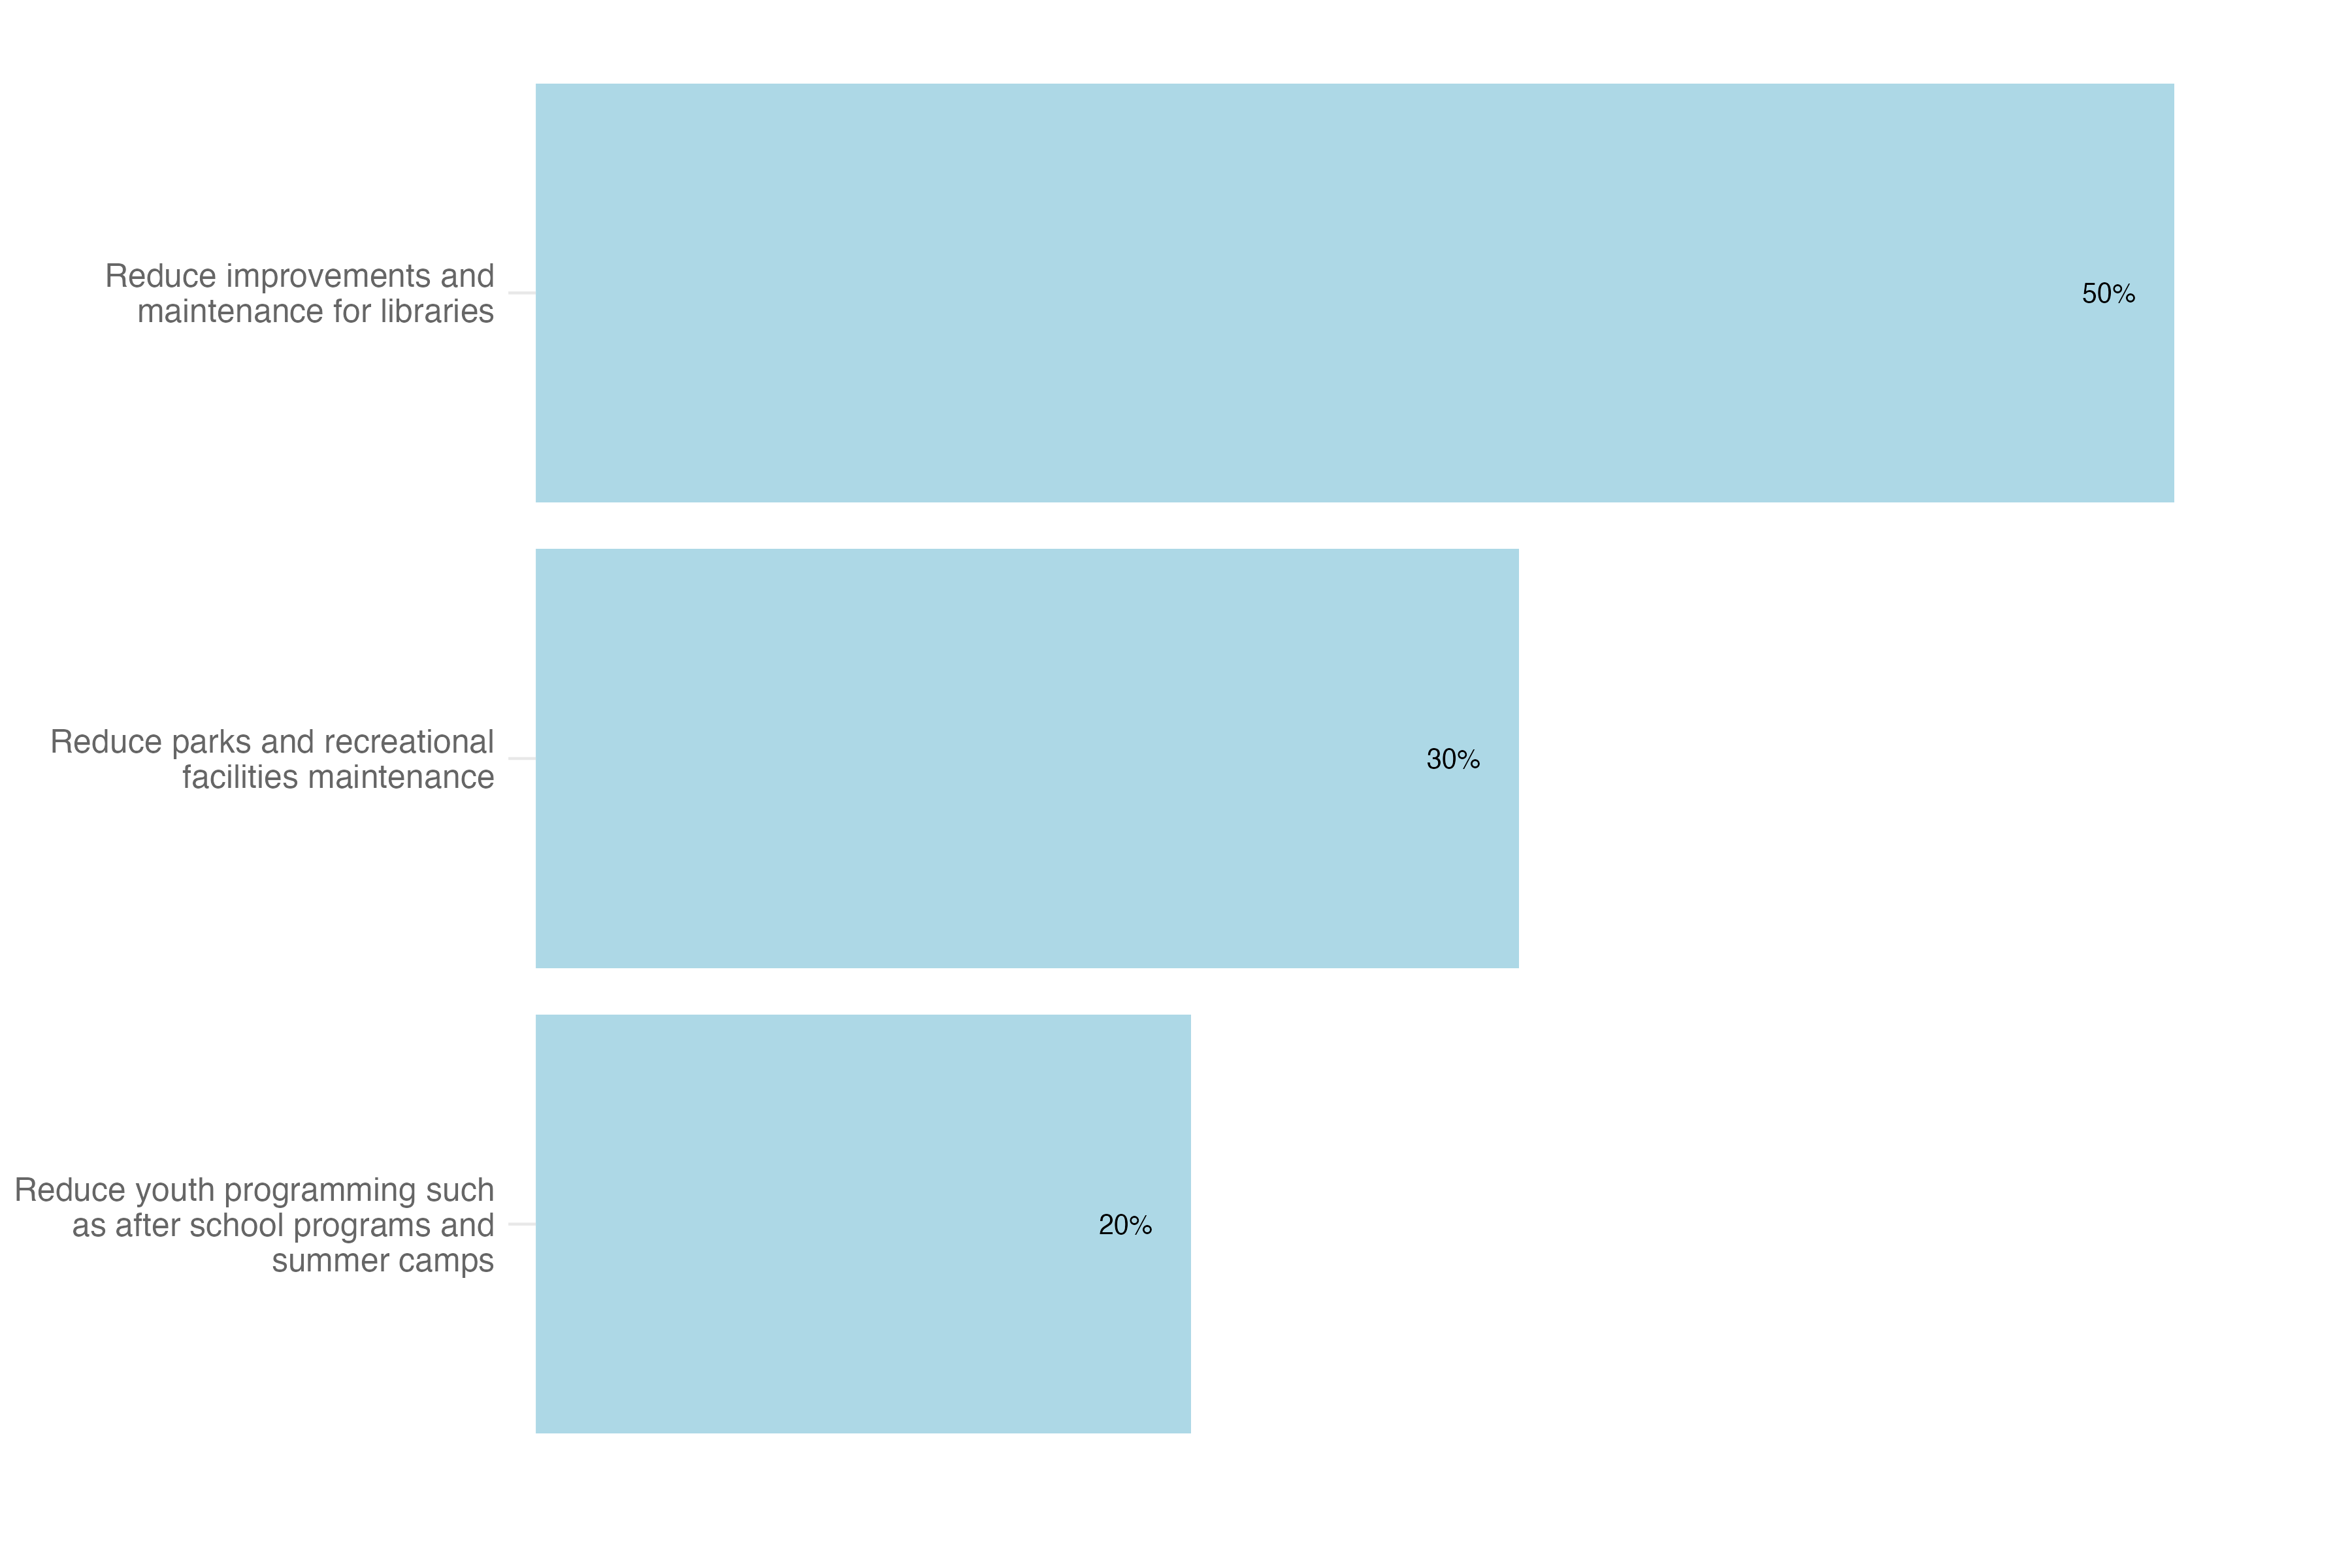 Reduce improvements and
maintenance for libraries
50%
Reduce parks and recreational
facilities maintenance
30%
Reduce youth programming such
as after school programs and
summer camps
20%